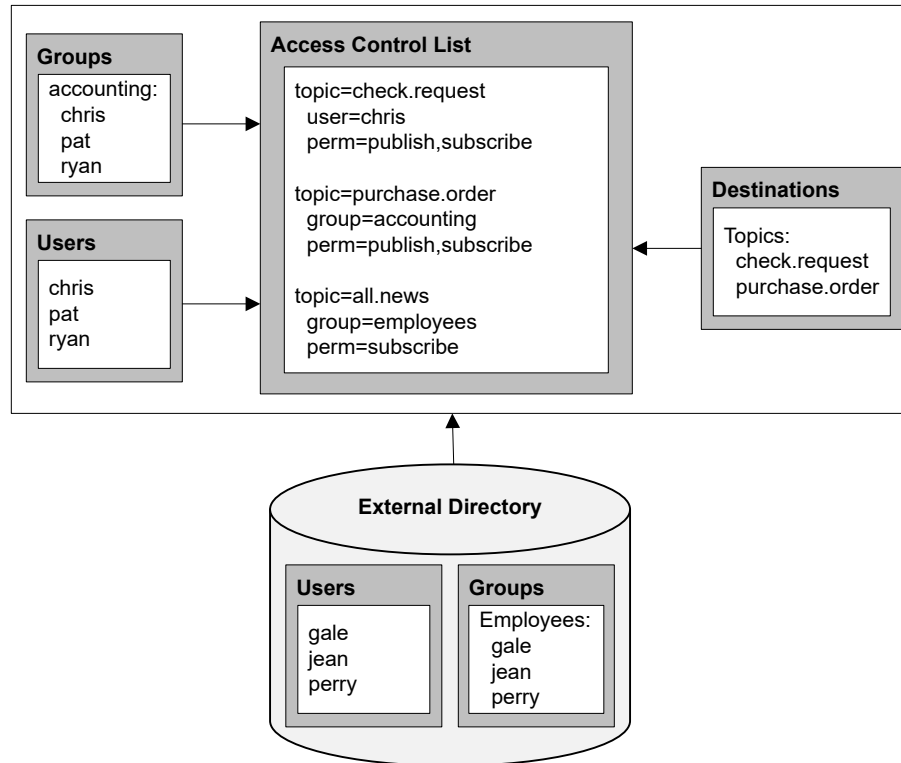 Groups
accounting:
chris
pat
ryan
Users
chris
pat
ryan
Access Control List
topic=check.request
user=chris
perm=publish,subscribe
topic=purchase.order
group=accounting
perm=publish,subscribe
topic=all.news
group=employees
perm=subscribe
Destinations
Topics:
check.request
purchase.order
External Directory
Users
gale
jean
perry
Groups
Employees:
gale
jean
perry